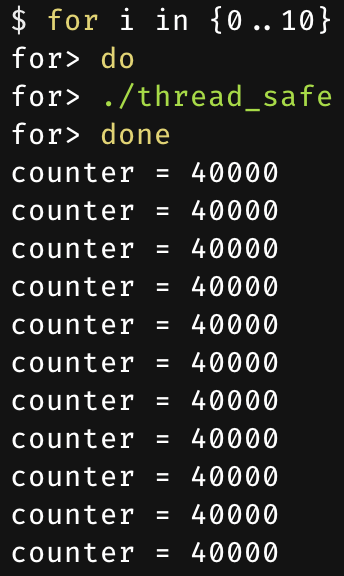 $ for i in {0..10}
for> do
for> ./thread_safe
for> done
counter = 40000
counter = 40000
counter = 40000
counter = 40000
counter = 40000
counter = 40000
counter = 40000
counter = 40000
counter = 40000
counter = 40000
counter = 40000